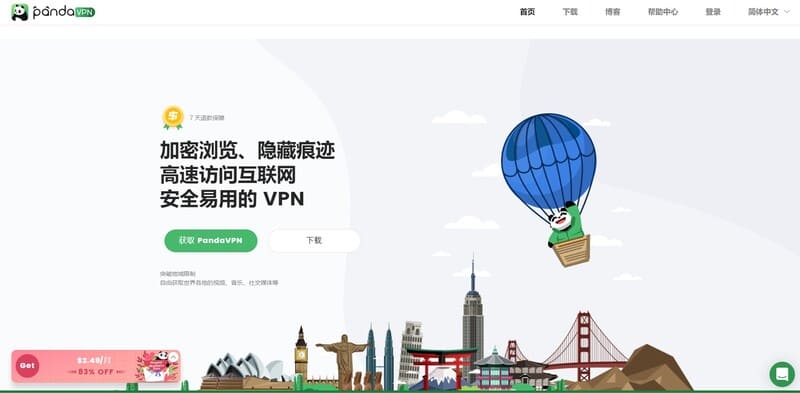 panda VPN
首页
下载
博客
帮助中心
登录
简体中文
7 天退款保障
加密浏览、隐藏痕迹
高速访问互联网
安全易用的 VPN
获取 PandaVPN
下载
突破地域限制
自由获取世界各地的视频、音乐、社交媒体等
Get
$2.49/月
83% OFF